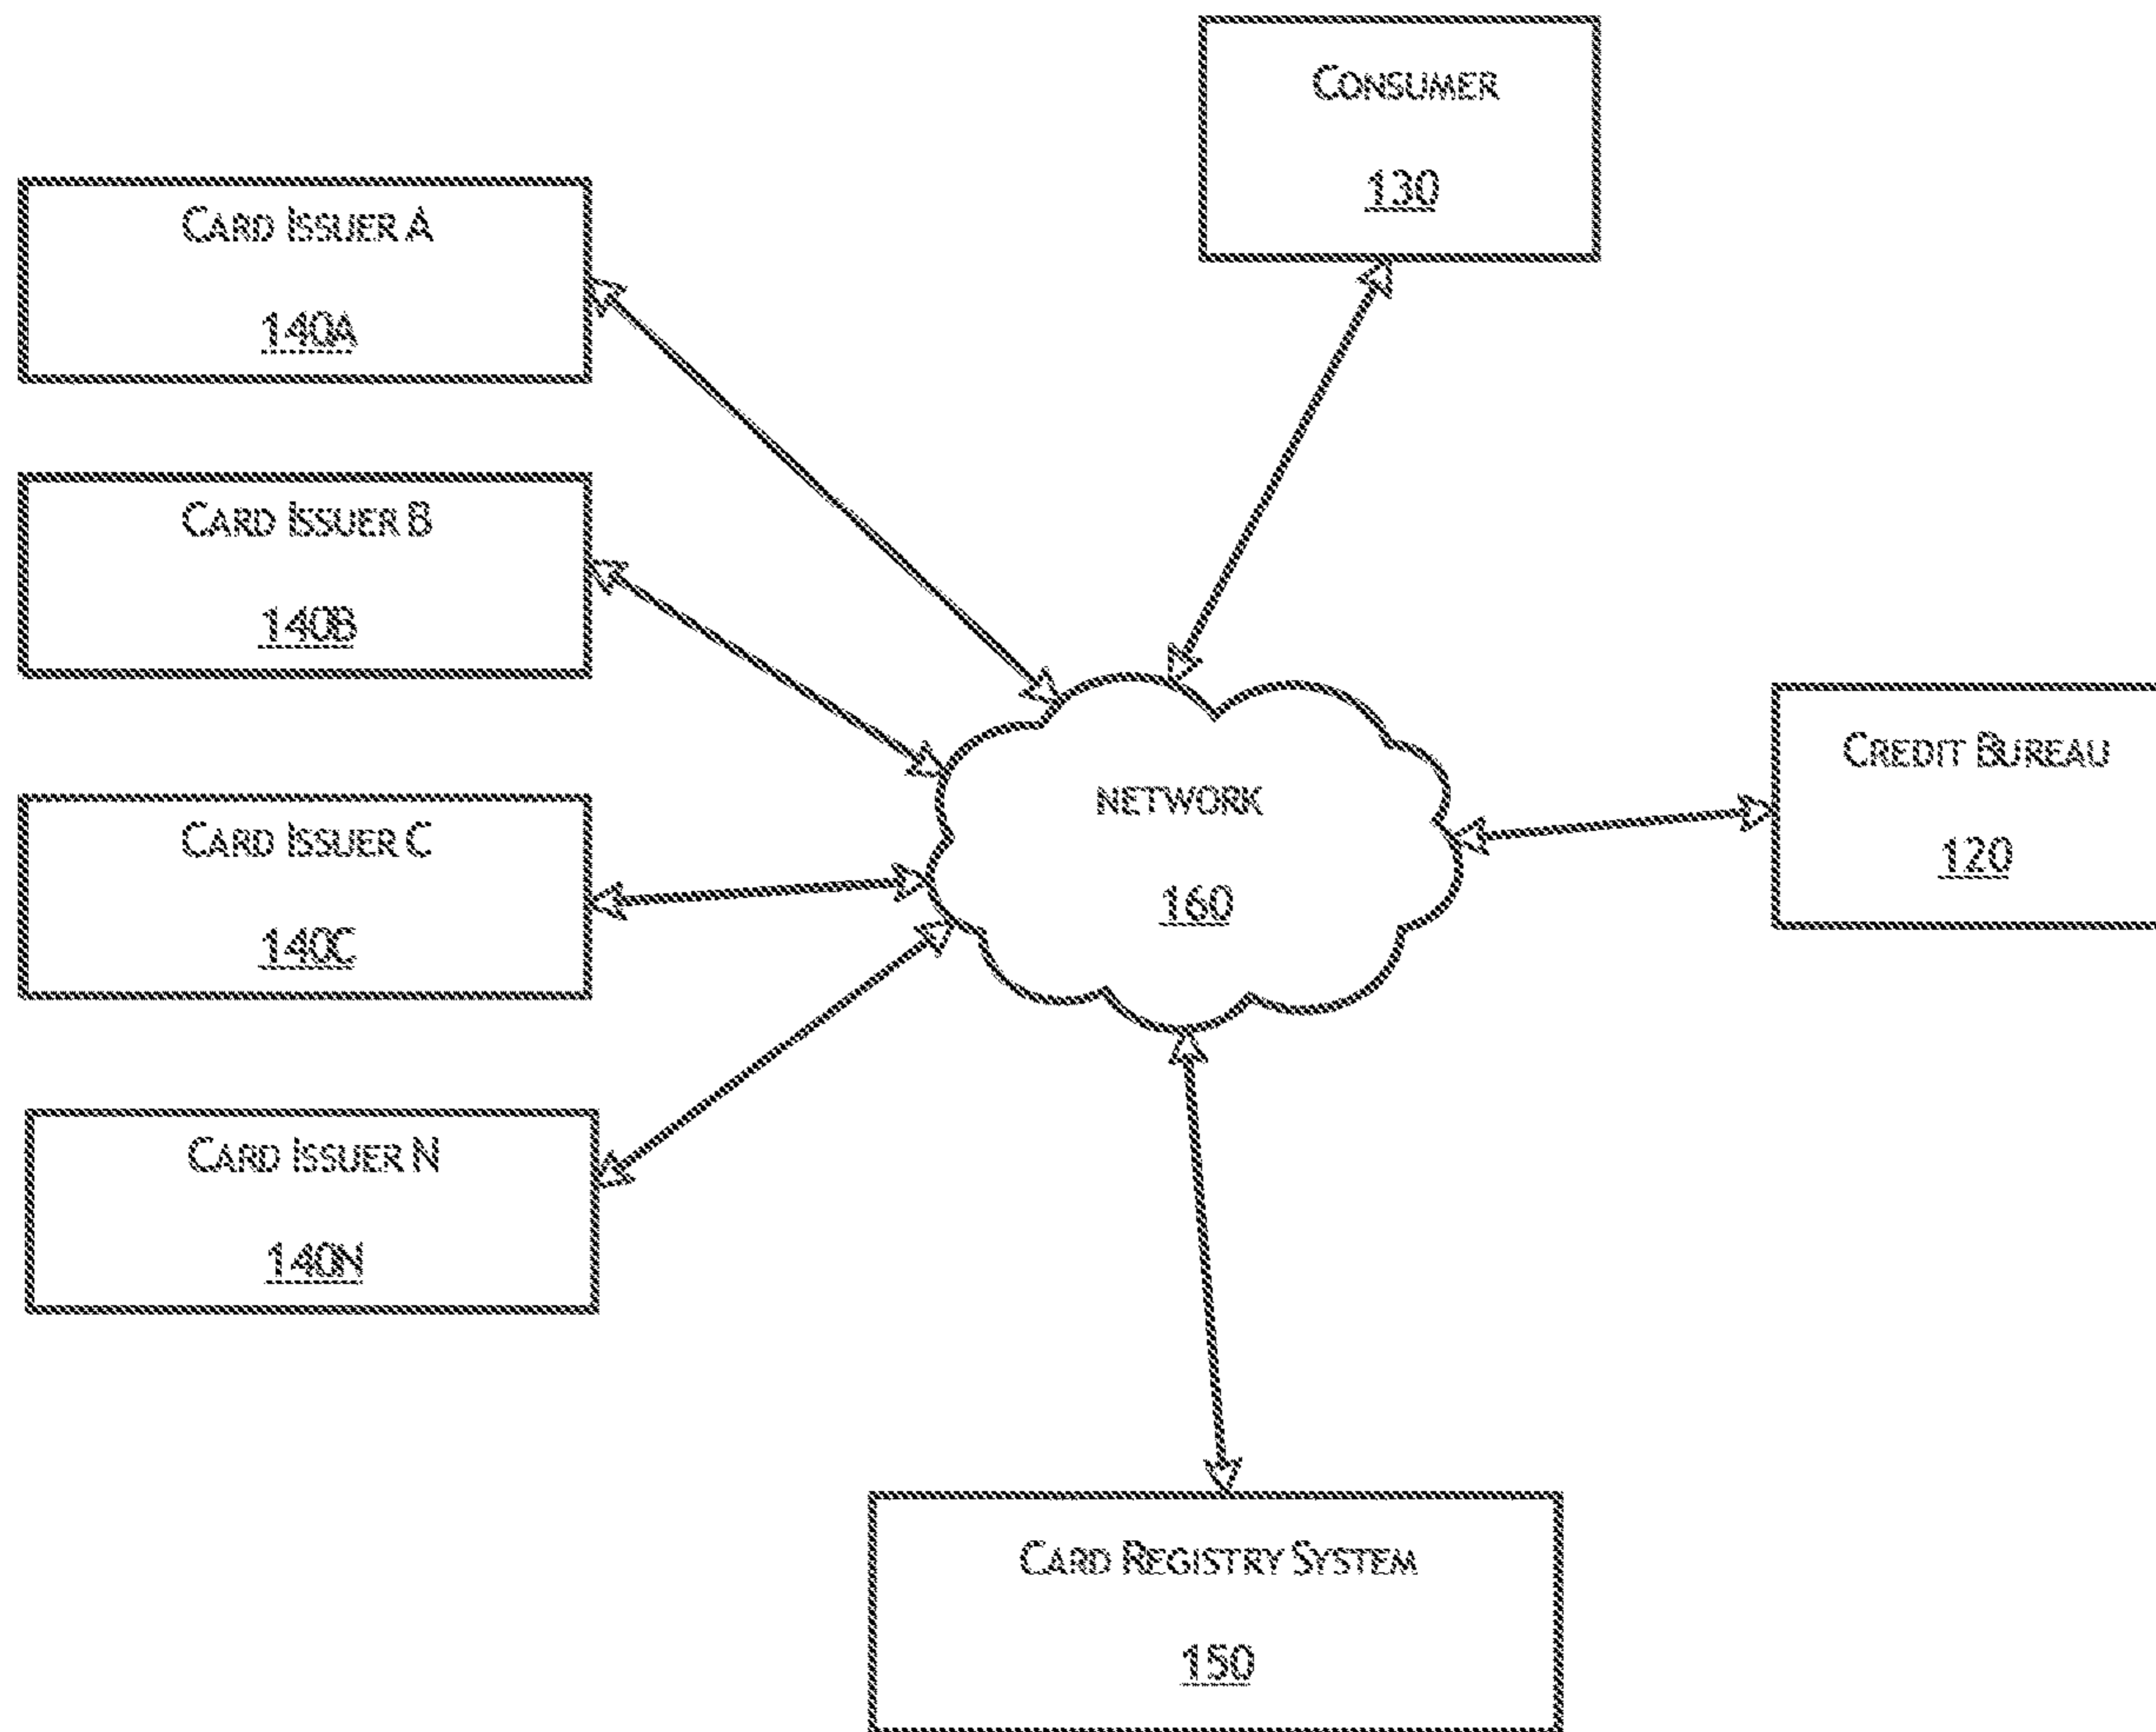 CONSUMER
130
CARD ISSUER A
140A
CARD ISSUER B
140B
CARD ISSUER C
140C
CARD ISSUER N
140N
NETWORK
160
CREDIT BUREAU
120
CARD REGISTRY SYSTEM
150